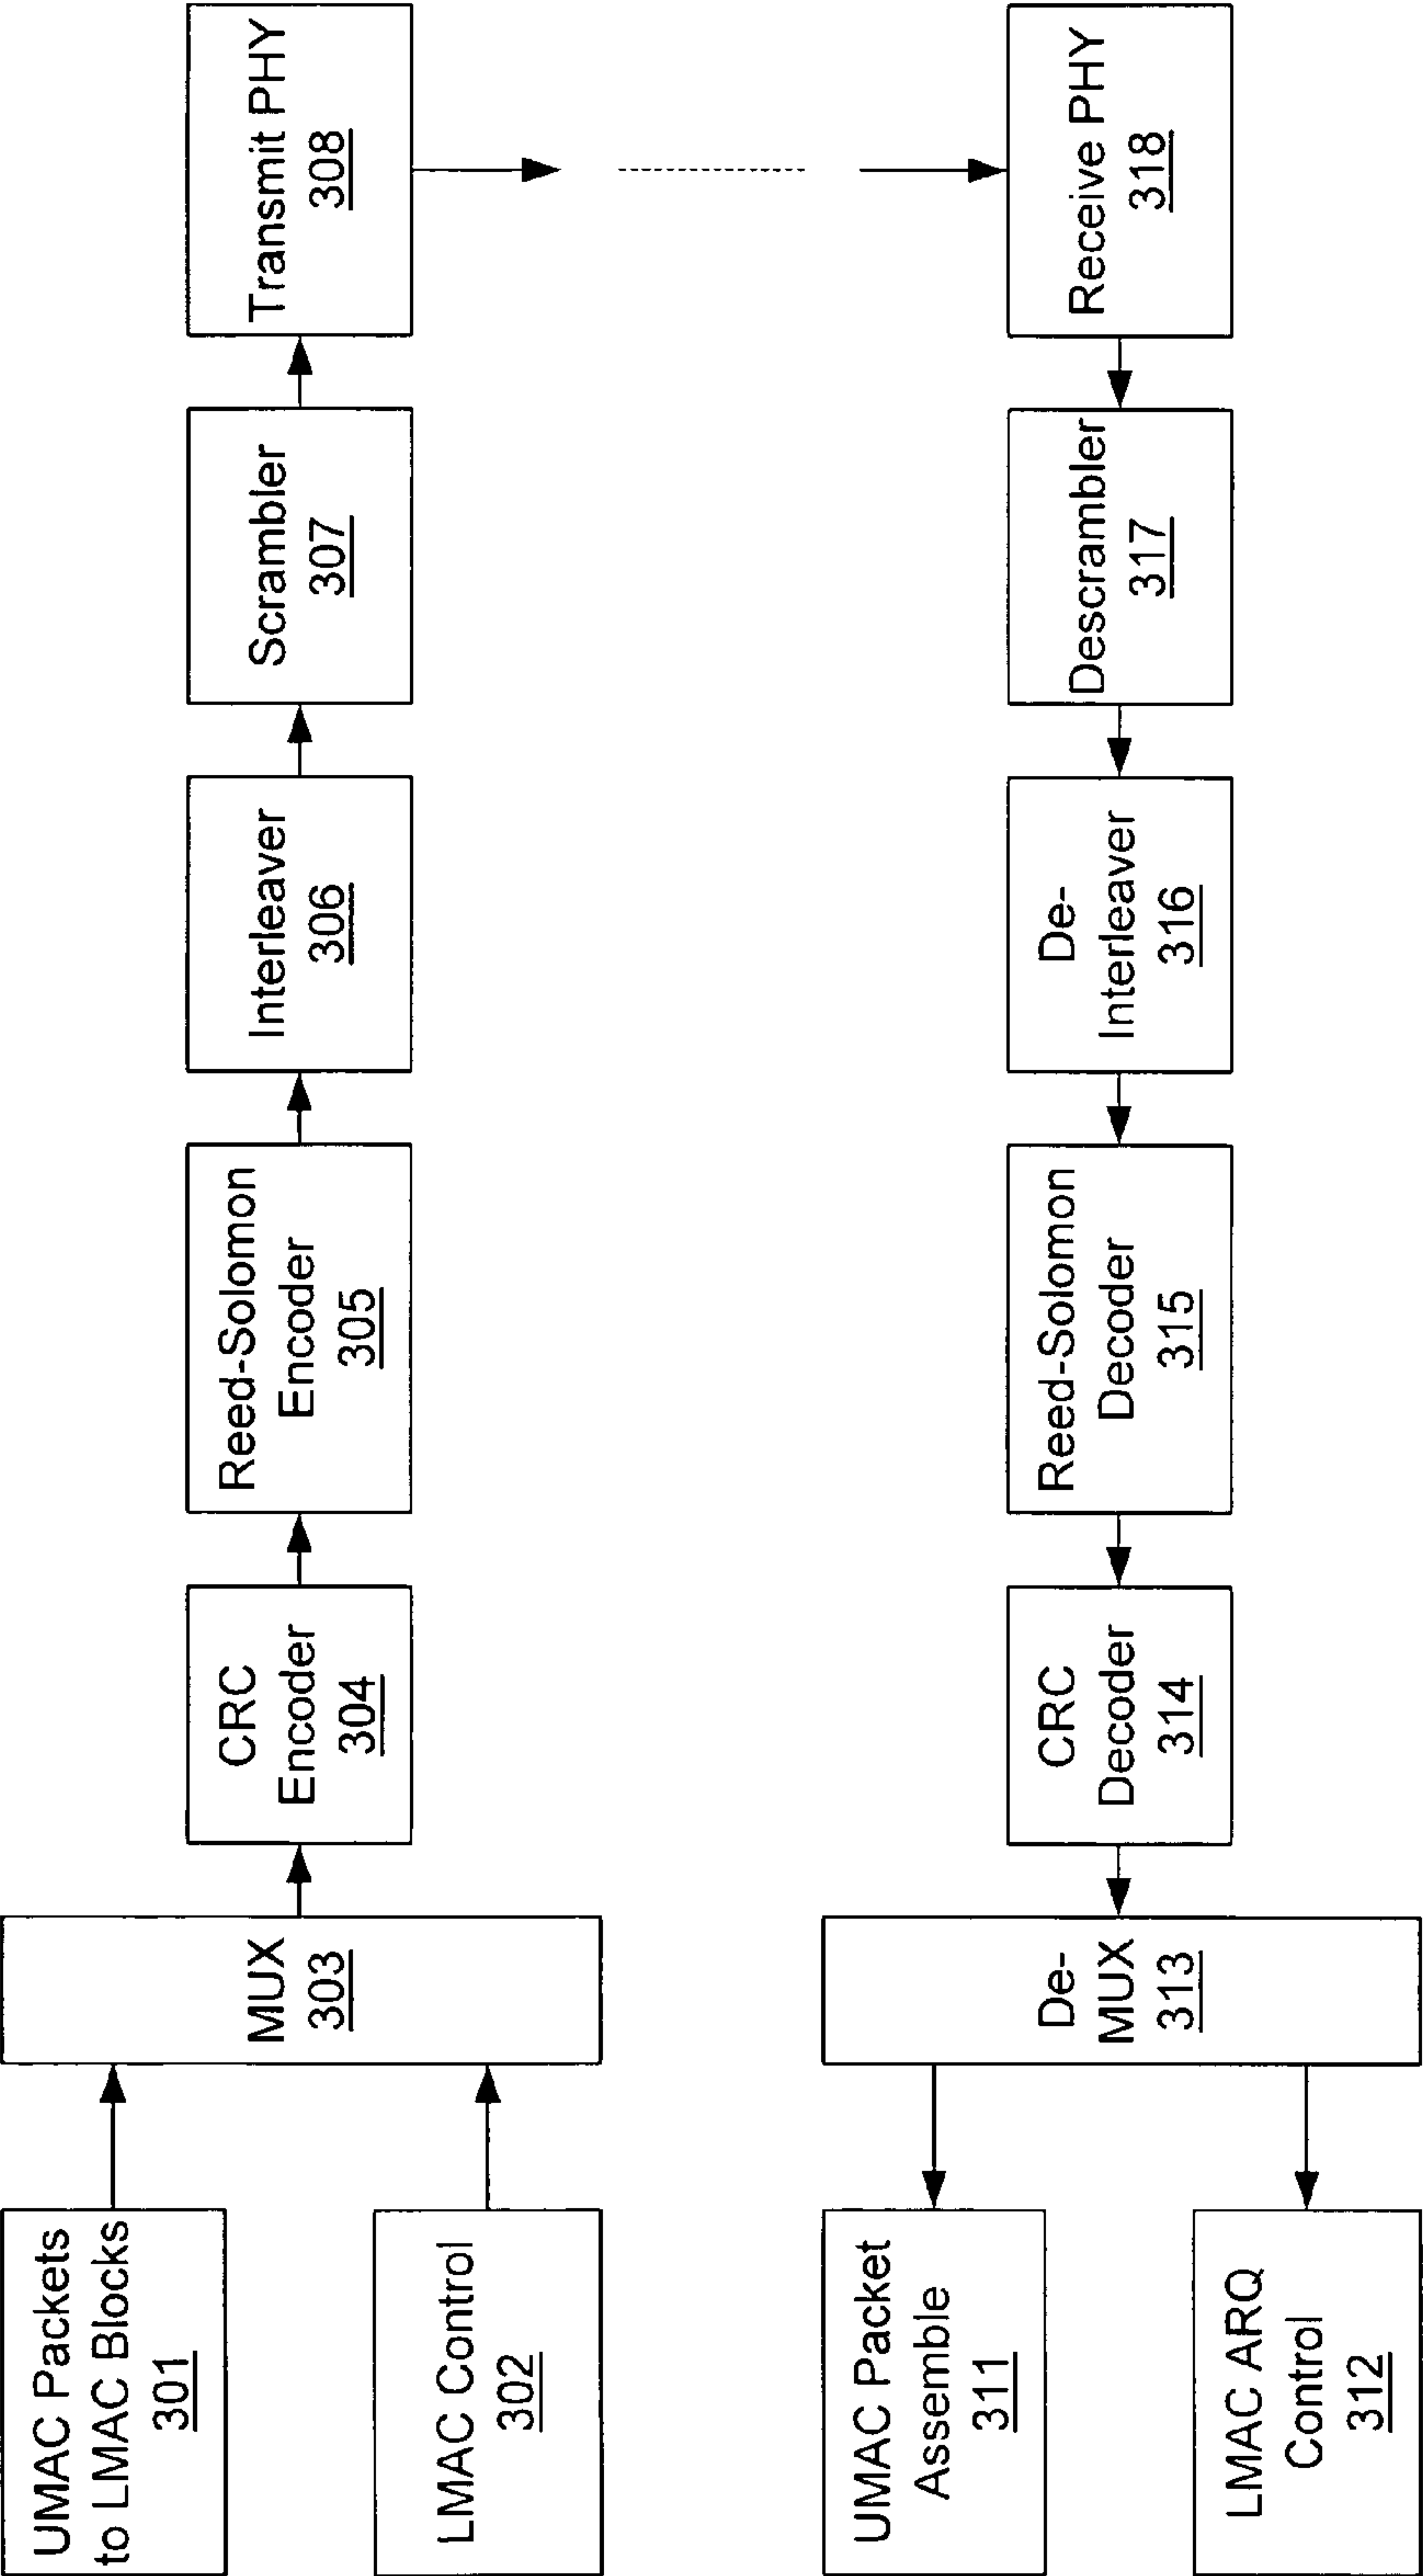 UMAC Packets
to LMAC Blocks
301
LMAC Control
302
MUX
303
CRC
Encoder
304
Reed-Solomon
Encoder
305
Interleaver
306
Scrambler
307
Transmit PHY
308
UMAC Packet
Assemble
311
LMAC ARQ
Control
312
De-
MUX
313
CRC
Decoder
314
Reed-Solomon
Decoder
315
De-
Interleaver
316
Descrambler
317
Receive PHY
318